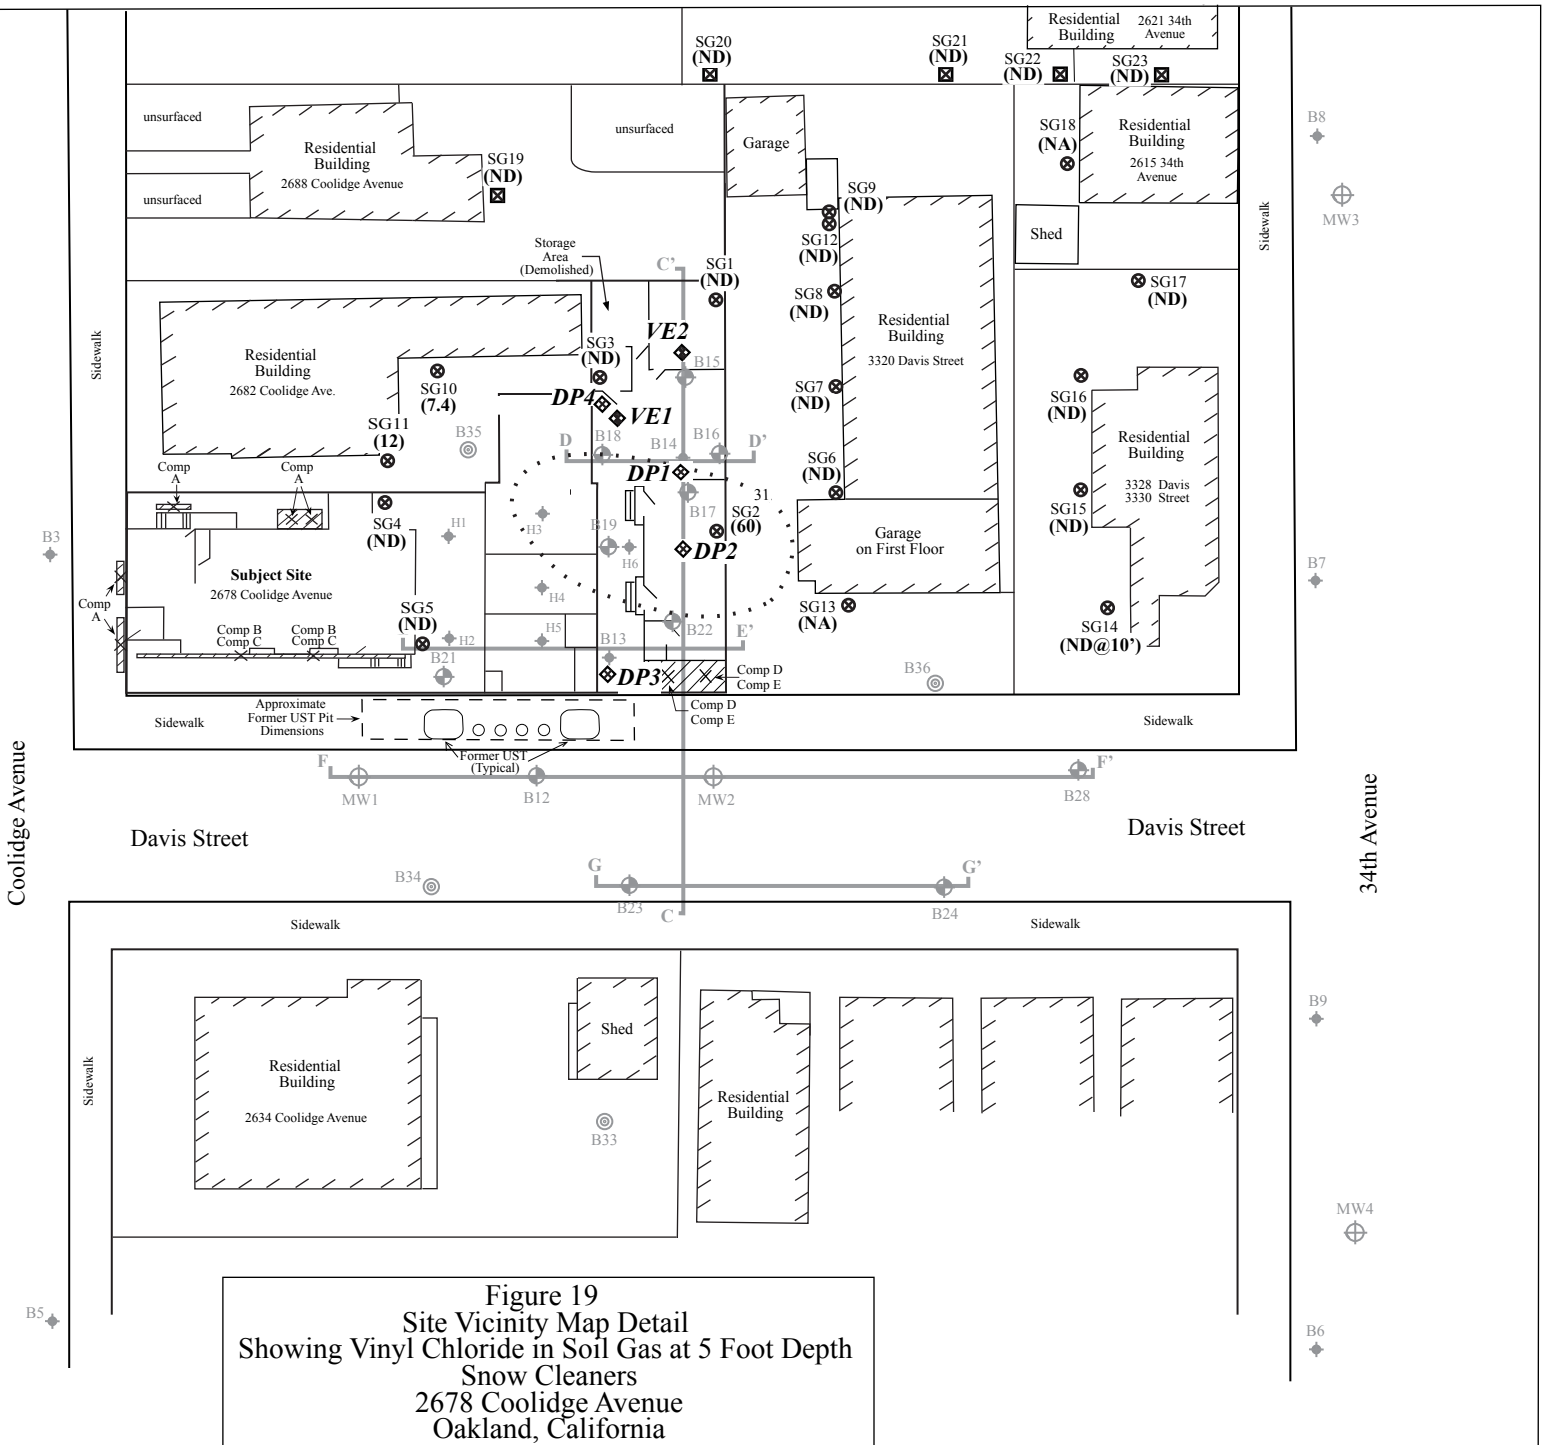 Residential
Building
2621 34th
Avenue
SG20
(ND)
SG21
(ND)
SG22
(ND)
SG23
(ND)
unsurfaced
Residential
Building
2688 Coolidge Avenue
unsurfaced
unsurfaced
Garage
SG19
(ND)
SG9
(ND)
SG12
(ND)
SG18
(NA)
Residential
Building
2615 34th
Avenue
B8
MW3
Sidewalk
Shed
Storage
Area
(Demolished)
C'
SG1
(ND)
SG8
(ND)
SG17
(ND)
Residential
Building
3320 Davis Street
Sidewalk
Residential
Building
2682 Coolidge Ave.
SG10
(7.4)
SG11
(12)
SG3
(ND)
VE2
B15
DP4
VE1
SG7
(ND)
SG16
(ND)
B35
D
B18
B14
B16
D'
DP1
SG6
(ND)
Residential
Building
3328 Davis
3330 Street
Comp
A
Comp
A
SG4
(ND)
H1
H3
B19
H6
B17
31
SG2
(60)
DP2
Garage
on First Floor
SG15
(ND)
B3
B7
Subject Site
2678 Coolidge Avenue
Comp
A
SG5
(ND)
H4
H2
H5
B13
B22
E'
SG13
(NA)
SG14
(ND@10')
Comp B
Comp C
Comp B
Comp C
B21
DP3
Comp D
Comp E
Comp D
Comp E
B36
Sidewalk
Approximate
Former UST Pit
Dimensions
Former UST
(Typical)
Sidewalk
F
MW1
B12
MW2
B28
F'
Coolidge Avenue
Davis Street
Davis Street
34th Avenue
B34
G
B23
C
B24
G'
Sidewalk
Sidewalk
Sidewalk
Residential
Building
2634 Coolidge Avenue
Shed
B33
Residential
Building
B9
MW4
B5
B6
Figure 19
Site Vicinity Map Detail
Showing Vinyl Chloride in Soil Gas at 5 Foot Depth
Snow Cleaners
2678 Coolidge Avenue
Oakland, California